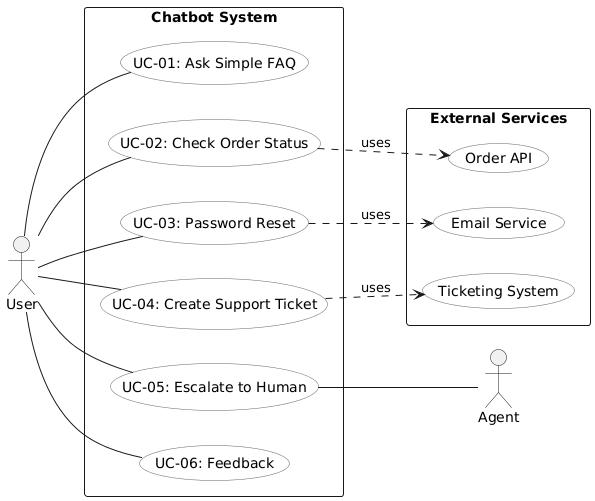 Chatbot System
UC-01: Ask Simple FAQ
External Services
UC-02: Check Order Status
uses
Order API
UC-03: Password Reset
uses
Email Service
User
UC-04: Create Support Ticket
uses
Ticketing System
UC-05: Escalate to Human
Agent
UC-06: Feedback